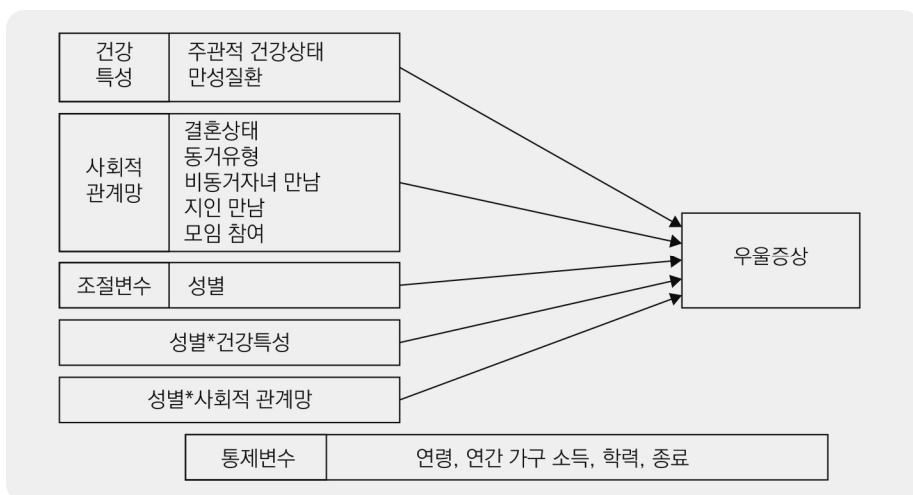 건강
특성
주관적 건강상태
만성질환
사회적
관계망
결혼상태
동거유형
비동거자녀 만남
지인 만남
모임 참여
조절변수
성별
성별*건강특성
성별*사회적 관계망
우울증상
통제변수
연령, 연간 가구 소득, 학력, 종료